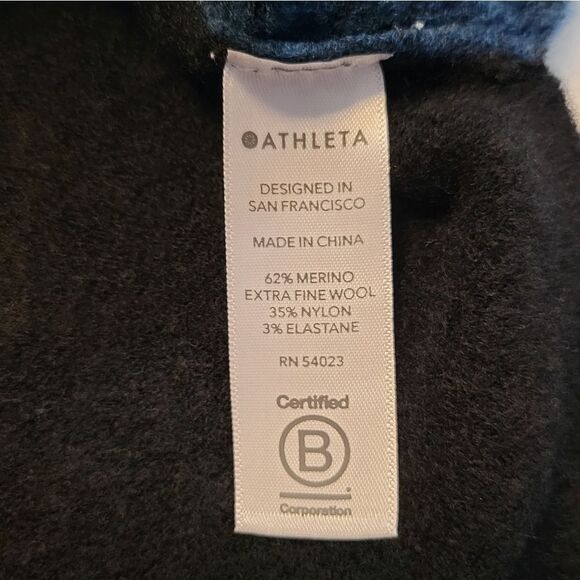 ATHLETA
DESIGNED IN
SAN FRANCISCO
MADE IN CHINA
62% MERINO
EXTRA FINE WOOL
35% NYLON
3% ELASTANE
RN 54023
Certified
B
Corporation